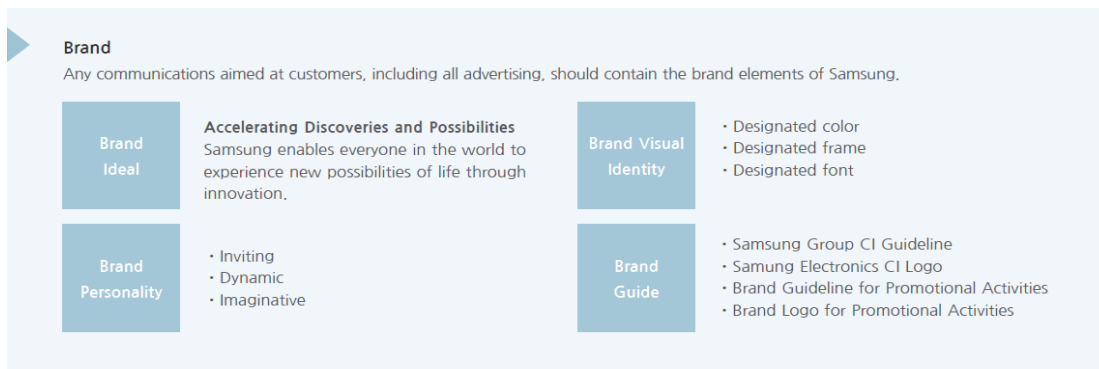 Brand
Any communications aimed at customers, including all advertising, should contain the brand elements of Samsung.
Brand
Ideal
Accelerating Discoveries and Possibilities
Samsung enables everyone in the world to
experience new possibilities of life through
innovation.
Brand Visual
Identity
· Designated color
· Designated frame
· Designated font
Brand
Personality
· Inviting
· Dynamic
· Imaginative
Brand
Guide
· Samsung Group CI Guideline
· Samung Electronics CI Logo
· Brand Guideline for Promotional Activities
· Brand Logo for Promotional Activities